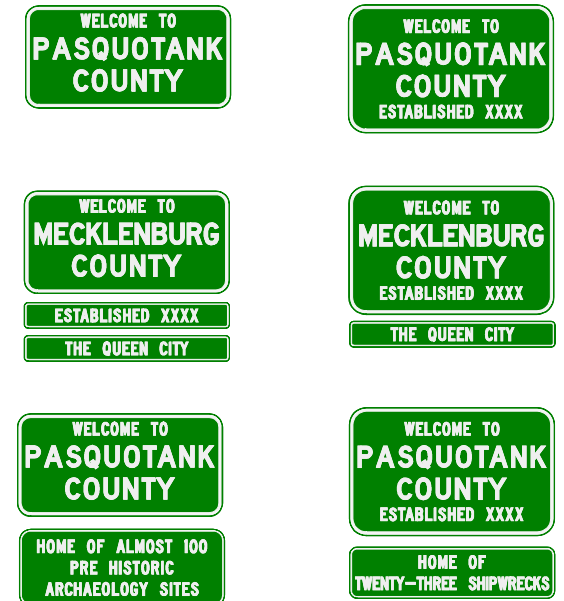 WELCOME TO
PASQUOTANK
COUNTY
WELCOME TO
PASQUOTANK
COUNTY
ESTABLISHED XXXX
WELCOME TO
MECKLENBURG
COUNTY
ESTABLISHED XXXX
THE QUEEN CITY
WELCOME TO
MECKLENBURG
COUNTY
ESTABLISHED XXXX
THE QUEEN CITY
WELCOME TO
PASQUOTANK
COUNTY
HOME OF ALMOST 100
PRE HISTORIC
ARCHAEOLOGY SITES
WELCOME TO
PASQUOTANK
COUNTY
ESTABLISHED XXXX
HOME OF
TWENTY-THREE SHIPWRECKS